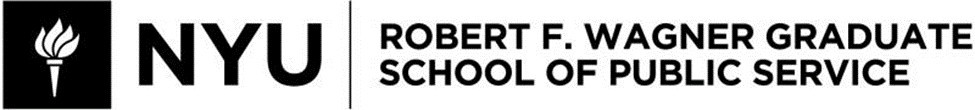 NYU
ROBERT F. WAGNER GRADUATE
SCHOOL OF PUBLIC SERVICE